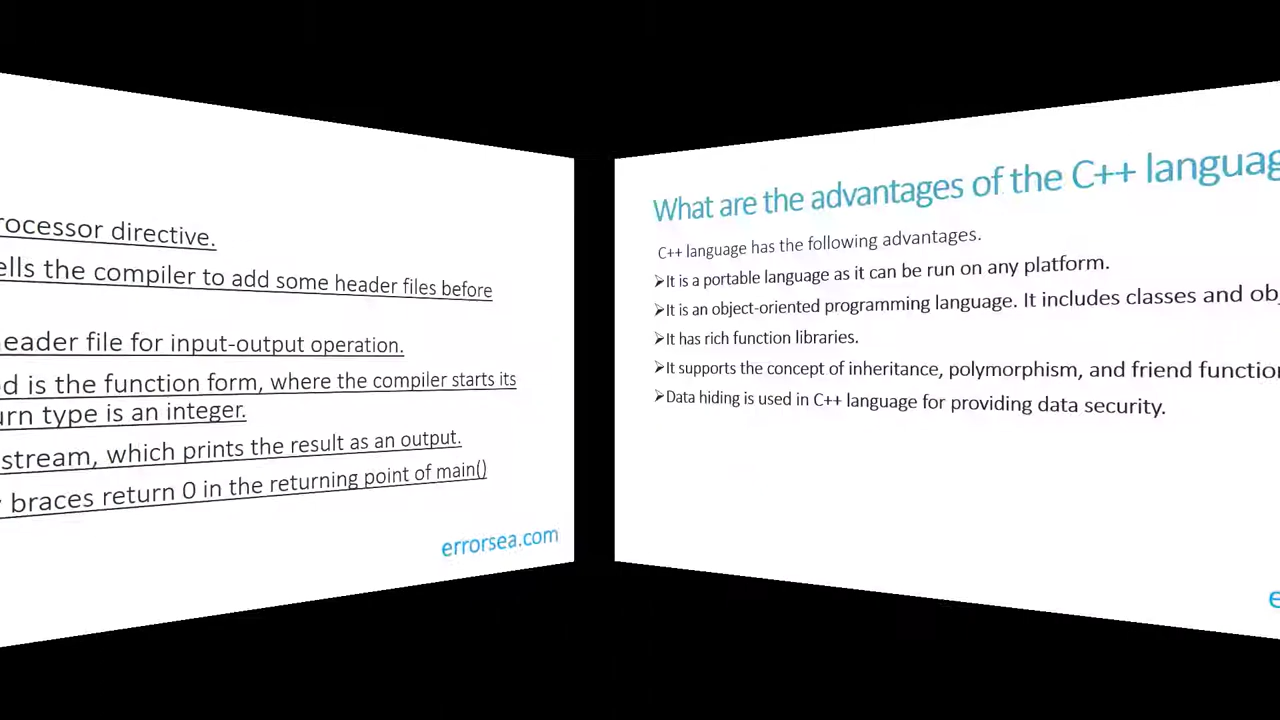 rocessor directive.
ells the compiler to add some header files before
eader file for input-output operation.
d is the function form, where the compiler starts its
urn type is an integer.
stream, which prints the result as an output.
braces return 0 in the returning point of main()
errorsea.com
What are the advantages of the C++ languag
C++ language has the following advantages.
➢It is a portable language as it can be run on any platform.
➢It is an object-oriented programming language. It includes classes and obj
➢It has rich function libraries.
➢It supports the concept of inheritance, polymorphism, and friend function
➢Data hiding is used in C++ language for providing data security.
e